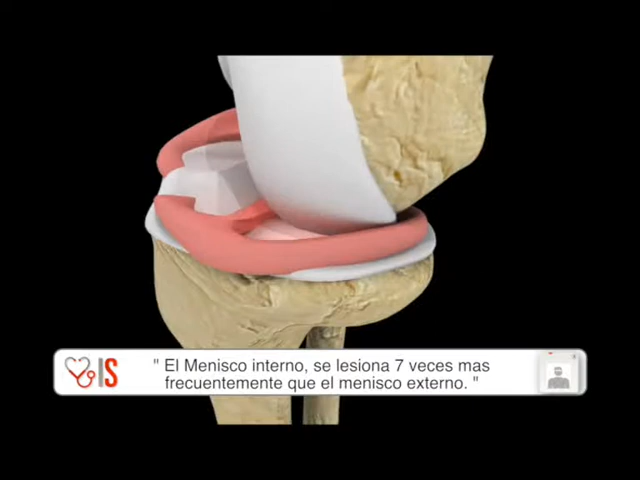 IS
" El Menisco interno, se lesiona 7 veces mas
frecuentemente que el menisco externo. "